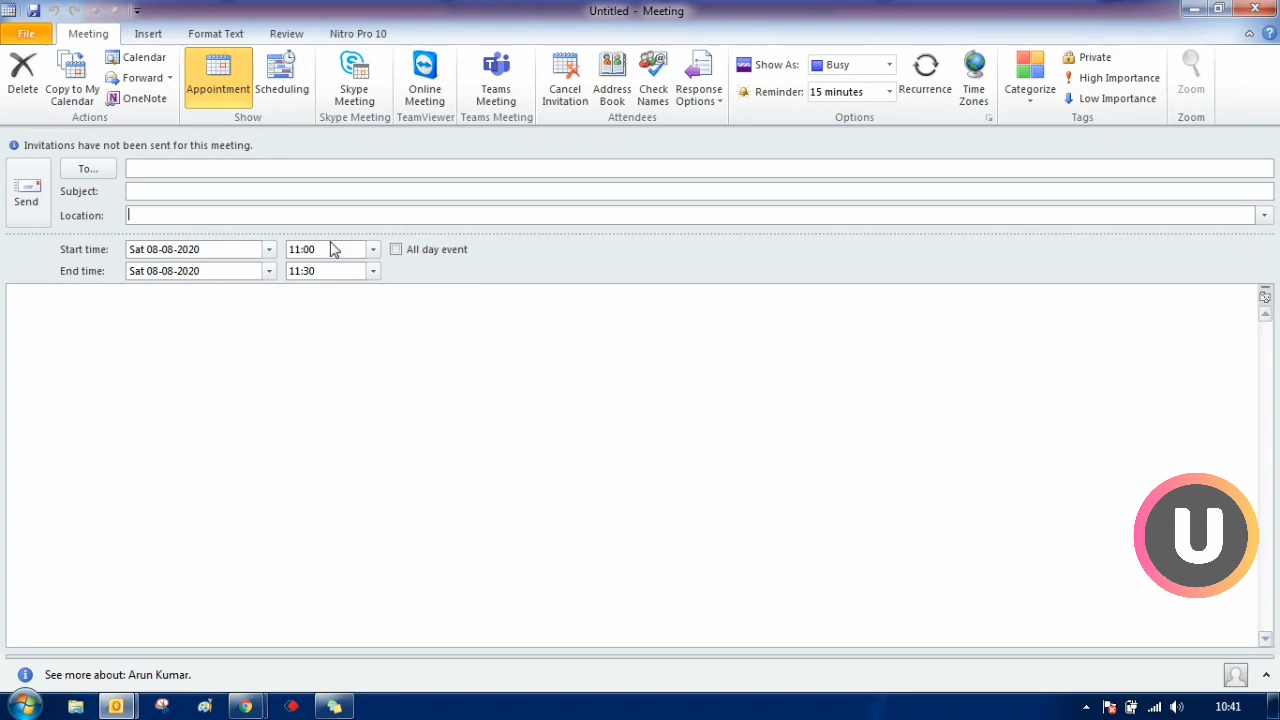 Untitled - Meeting
File Meeting Insert Format Text Review Nitro Pro 10
Delete
Copy to My Calendar
Calendar
Forward
OneNote
Actions
Appointment
Scheduling
Show
Skype Meeting
Skype Meeting
Online Meeting
TeamViewer
Teams Meeting
Teams Meeting
Cancel Invitation
Address Book
Check Names
Response Options
Attendees
Show As: Busy
Reminder: 15 minutes
Recurrence
Time Zones
Options
Categorize
Private
High Importance
Low Importance
Tags
Zoom
Zoom
Invitations have not been sent for this meeting.
Send
To...
Subject:
Location:
Start time: Sat 08-08-2020 11:00 All day event
End time: Sat 08-08-2020 11:30
U
See more about: Arun Kumar.
10:41